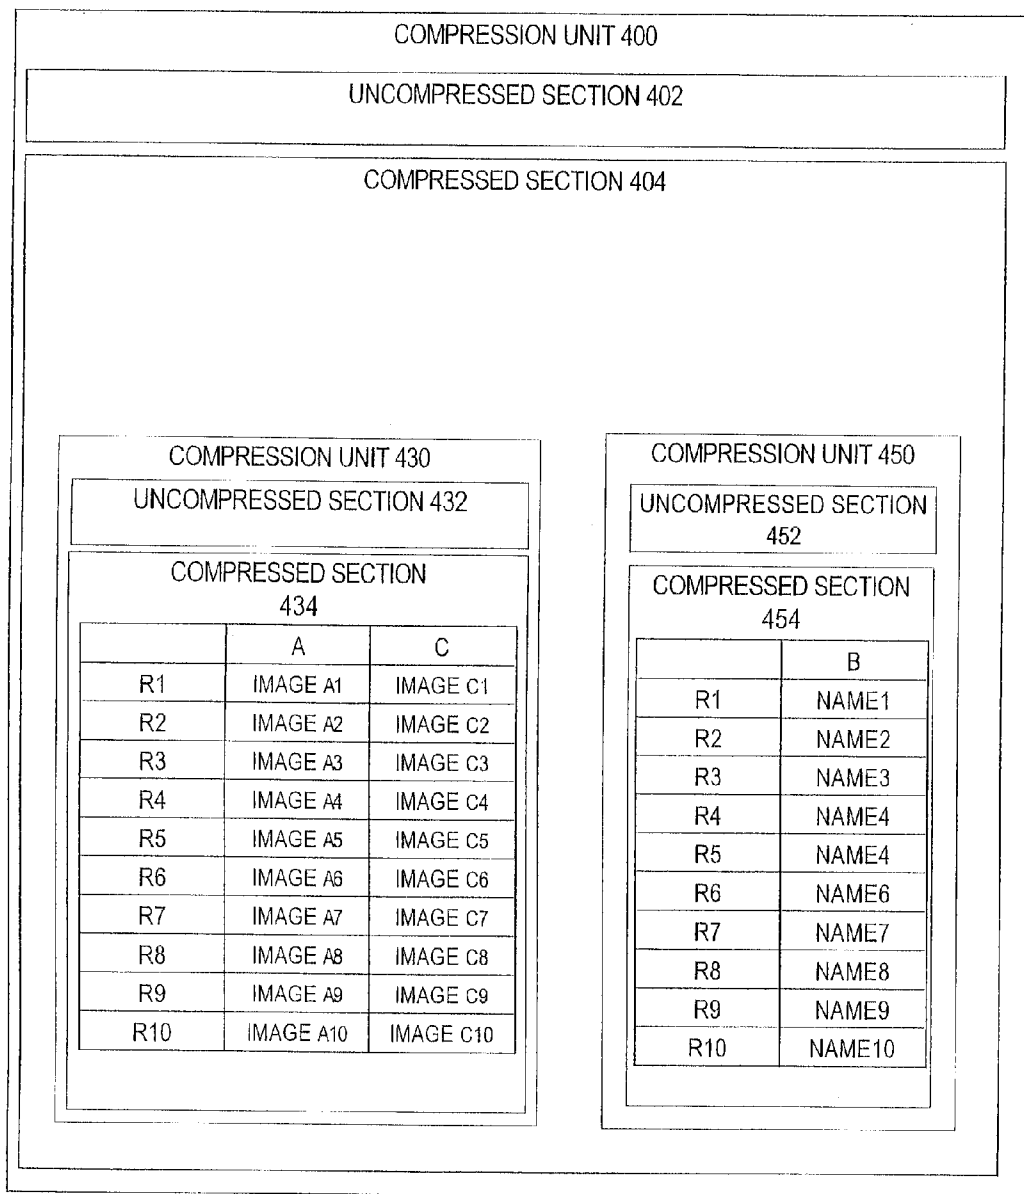 COMPRESSION UNIT 400
UNCOMPRESSED SECTION 402
COMPRESSED SECTION 404
COMPRESSION UNIT 430
UNCOMPRESSED SECTION 432
COMPRESSED SECTION
434
A C
R1 IMAGE A1 IMAGE C1
R2 IMAGE A2 IMAGE C2
R3 IMAGE A3 IMAGE C3
R4 IMAGE A4 IMAGE C4
R5 IMAGE A5 IMAGE C5
R6 IMAGE A6 IMAGE C6
R7 IMAGE A7 IMAGE C7
R8 IMAGE A8 IMAGE C8
R9 IMAGE A9 IMAGE C9
R10 IMAGE A10 IMAGE C10
COMPRESSION UNIT 450
UNCOMPRESSED SECTION
452
COMPRESSED SECTION
454
B
R1 NAME1
R2 NAME2
R3 NAME3
R4 NAME4
R5 NAME4
R6 NAME6
R7 NAME7
R8 NAME8
R9 NAME9
R10 NAME10